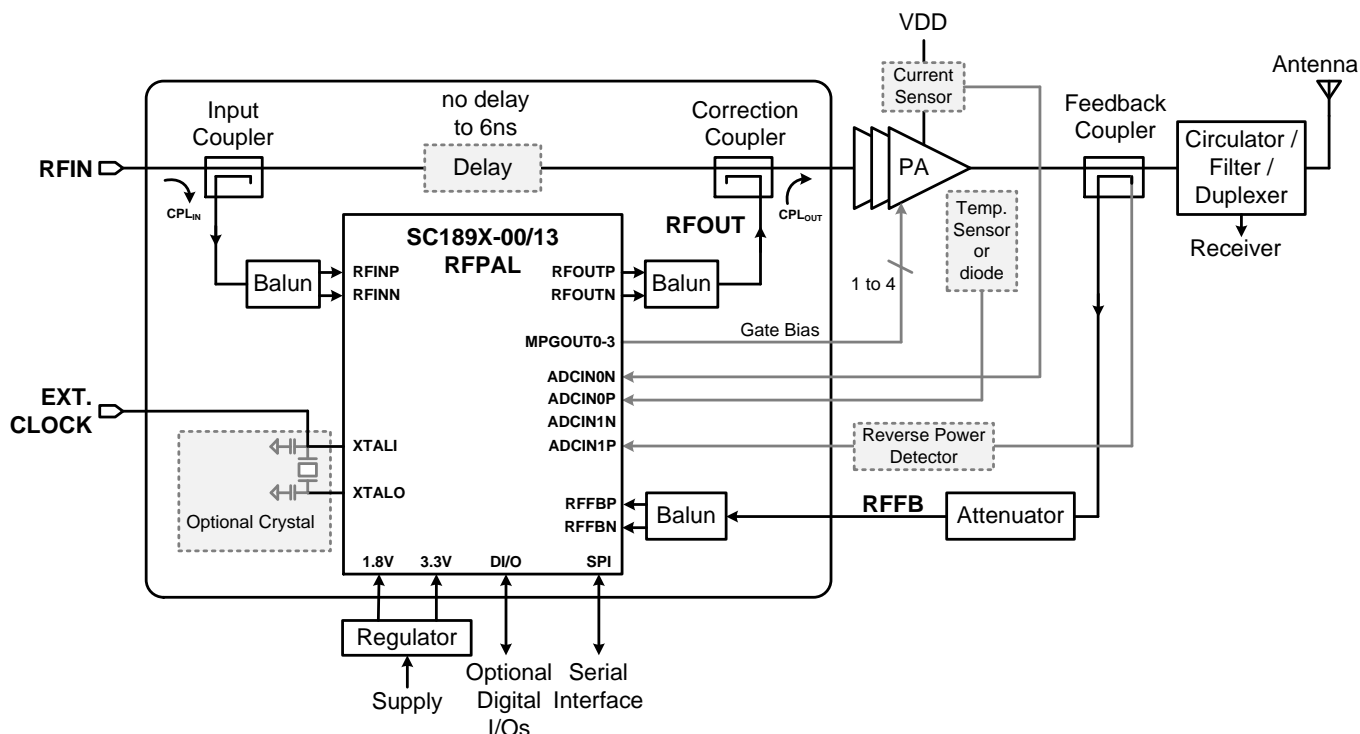 VDD
Antenna
Current
Sensor
Input
Coupler
no delay
to 6ns
Correction
Coupler
Feedback
Coupler
RFIN
Delay
PA
Circulator /
Filter /
Duplexer
CPLIN
CPLOUT
Temp.
Sensor
or
diode
Receiver
SC189X-00/13
RFPAL
RFOUT
Balun
RFINP
RFINN
RFOUTP
RFOUTN
Balun
1 to 4
MPGOUT0-3
Gate Bias
ADCIN0N
ADCIN0P
ADCIN1N
ADCIN1P
Reverse Power
Detector
EXT.
CLOCK
XTALI
XTALO
Optional Crystal
RFFBP
RFFBN
Balun
RFFB
Attenuator
1.8V
3.3V
DI/O
SPI
Regulator
Supply
Optional
Digital
I/Os
Serial
Interface